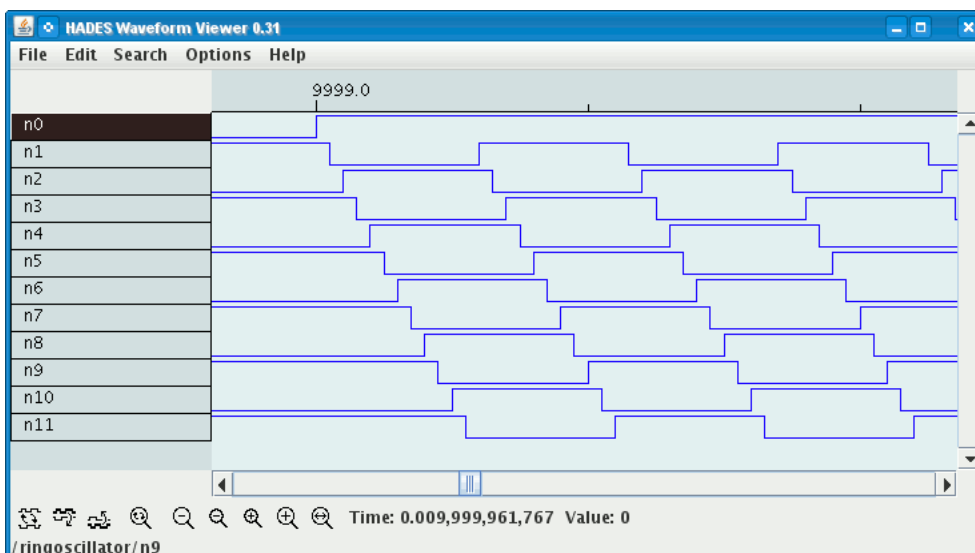 HADES Waveform Viewer 0.31
File Edit Search Options Help
9999.0
n0
n1
n2
n3
n4
n5
n6
n7
n8
n9
n10
n11
Time: 0.009,999,961,767 Value: 0
/ringoscillator/n9